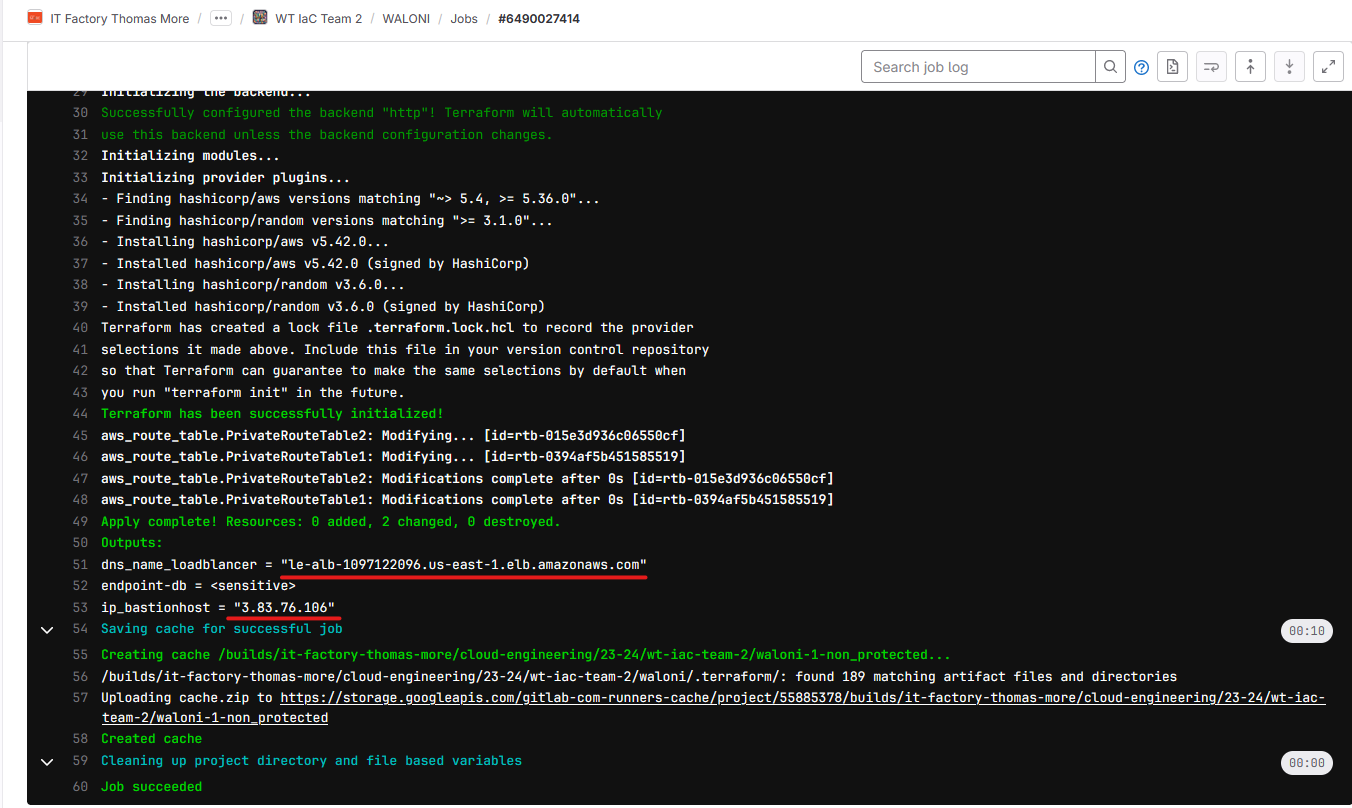 IT Factory Thomas More / ••• / WT IaC Team 2 / WALONI / Jobs / #6490027414
Search job log
29 Initializing the backend...
30 Successfully configured the backend "http"! Terraform will automatically
31 use this backend unless the backend configuration changes.
32 Initializing modules...
33 Initializing provider plugins...
34 - Finding hashicorp/aws versions matching "~> 5.4, >= 5.36.0"...
35 - Finding hashicorp/random versions matching ">= 3.1.0"...
36 - Installing hashicorp/aws v5.42.0...
37 - Installed hashicorp/aws v5.42.0 (signed by HashiCorp)
38 - Installing hashicorp/random v3.6.0...
39 - Installed hashicorp/random v3.6.0 (signed by HashiCorp)
40 Terraform has created a lock file .terraform.lock.hcl to record the provider
41 selections it made above. Include this file in your version control repository
42 so that Terraform can guarantee to make the same selections by default when
43 you run "terraform init" in the future.
44 Terraform has been successfully initialized!
45 aws_route_table.PrivateRouteTable2: Modifying... [id=rtb-015e3d936c06550cf]
46 aws_route_table.PrivateRouteTable1: Modifying... [id=rtb-0394af5b451585519]
47 aws_route_table.PrivateRouteTable2: Modifications complete after 0s [id=rtb-015e3d936c06550cf]
48 aws_route_table.PrivateRouteTable1: Modifications complete after 0s [id=rtb-0394af5b451585519]
49 Apply complete! Resources: 0 added, 2 changed, 0 destroyed.
50 Outputs:
51 dns_name_loadblancer = "le-alb-1097122096.us-east-1.elb.amazonaws.com"
52 endpoint-db = <sensitive>
53 ip_bastionhost = "3.83.76.106"
54 Saving cache for successful job 00:10
55 Creating cache /builds/it-factory-thomas-more/cloud-engineering/23-24/wt-iac-team-2/waloni-1-non_protected...
56 /builds/it-factory-thomas-more/cloud-engineering/23-24/wt-iac-team-2/waloni/.terraform/: found 189 matching artifact files and directories
57 Uploading cache.zip to https://storage.googleapis.com/gitlab-com-runners-cache/project/55885378/builds/it-factory-thomas-more/cloud-engineering/23-24/wt-iac-
team-2/waloni-1-non_protected
58 Created cache
59 Cleaning up project directory and file based variables 00:00
60 Job succeeded